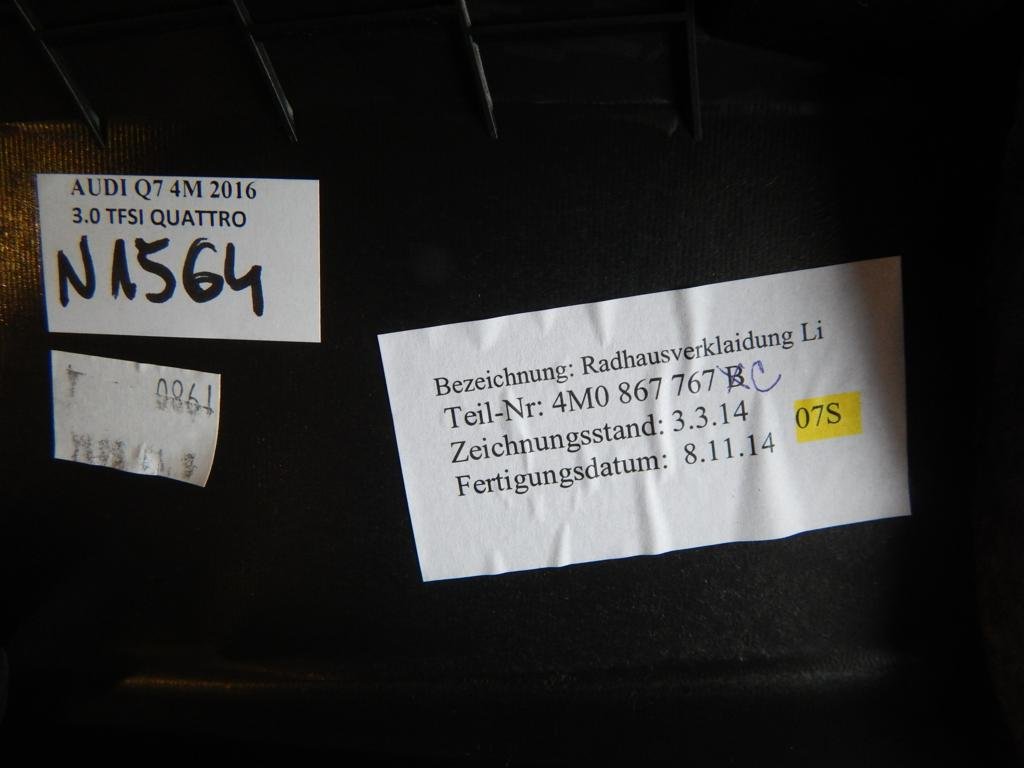 AUDI Q7 4M 2016
3.0 TFSI QUATTRO
N1564
0861
Bezeichnung: Radhausverklaidung Li
Teil-Nr: 4M0 867 767 B C
Zeichnungsstand: 3.3.14
07S
Fertigungsdatum: 8.11.14